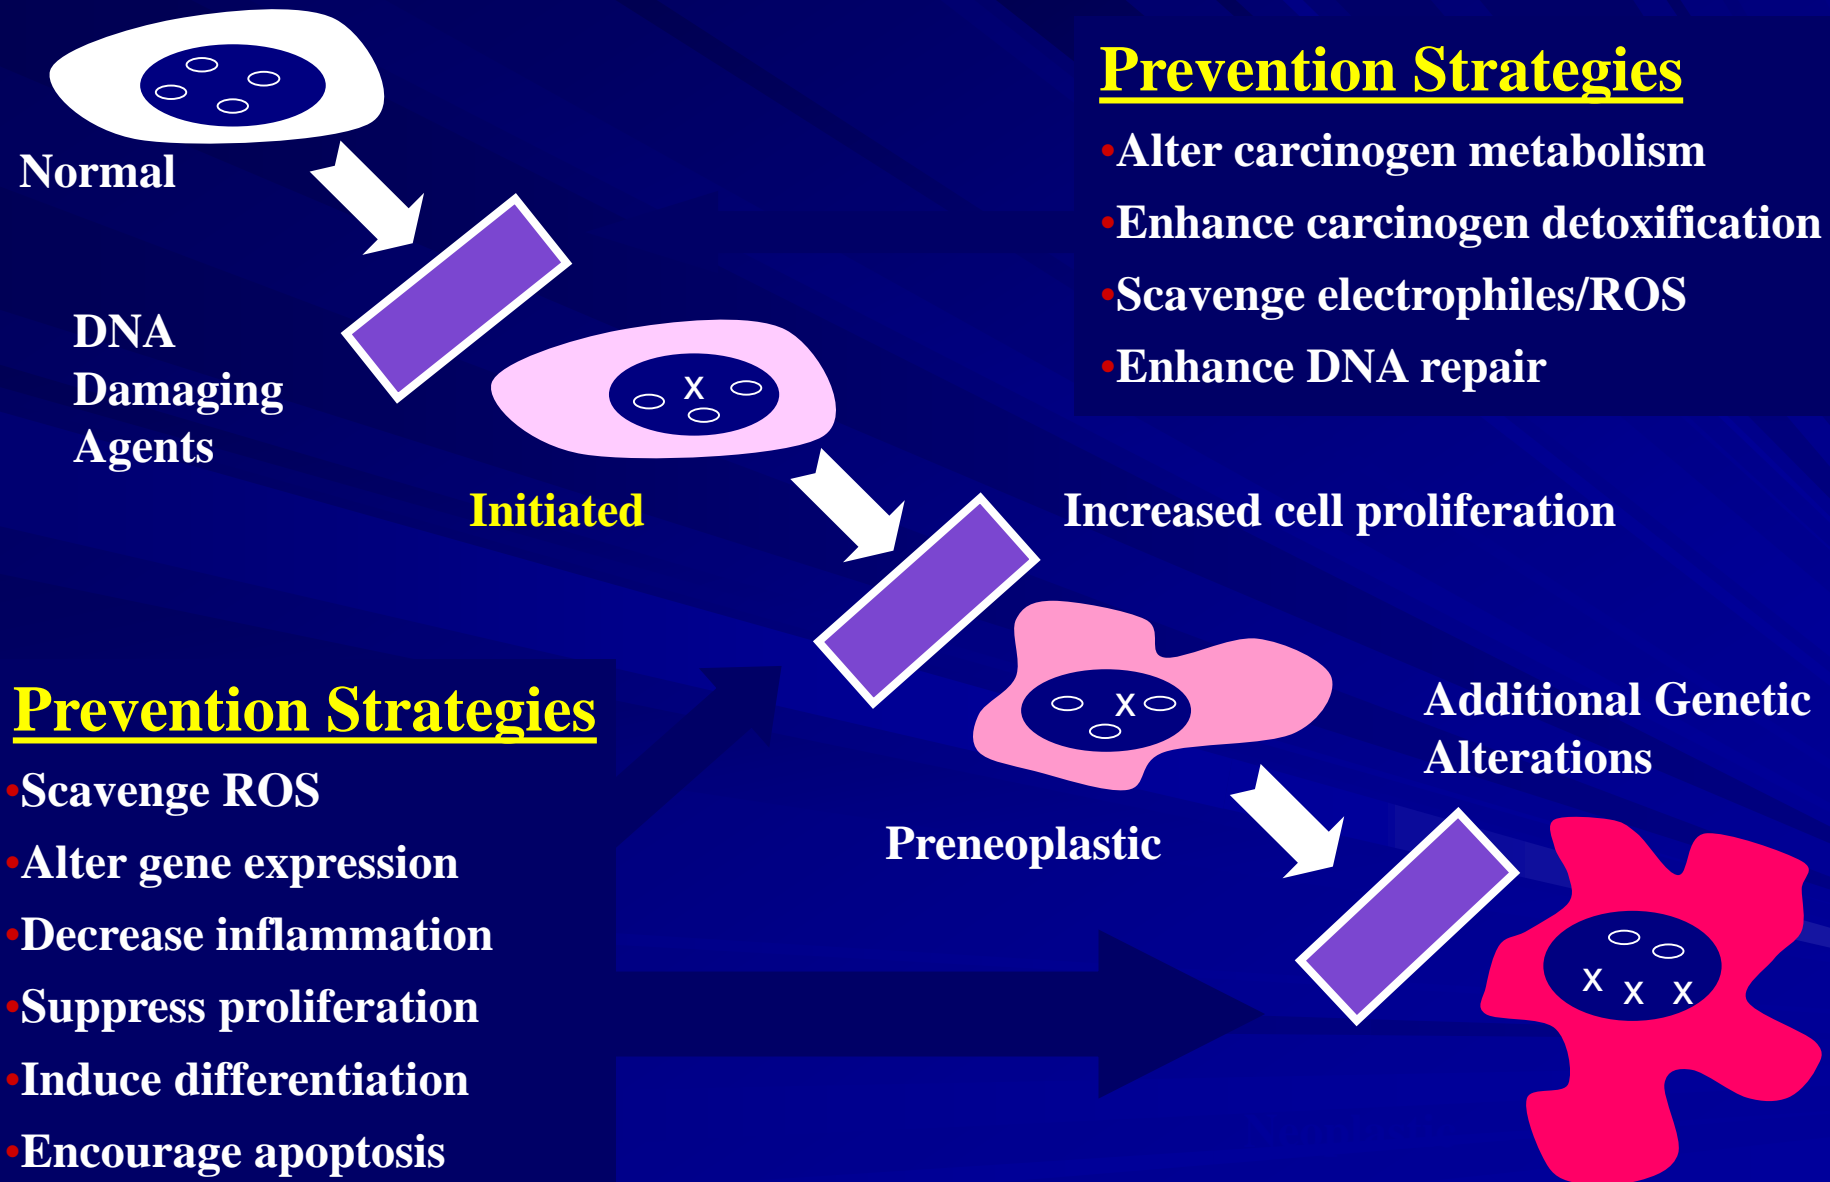 Normal
DNA
Damaging
Agents
Prevention Strategies
•Alter carcinogen metabolism
•Enhance carcinogen detoxification
•Scavenge electrophiles/ROS
•Enhance DNA repair
x
Initiated
Increased cell proliferation
x
Preneoplastic
Additional Genetic
Alterations
x x x
Prevention Strategies
•Scavenge ROS
•Alter gene expression
•Decrease inflammation
•Suppress proliferation
•Induce differentiation
•Encourage apoptosis